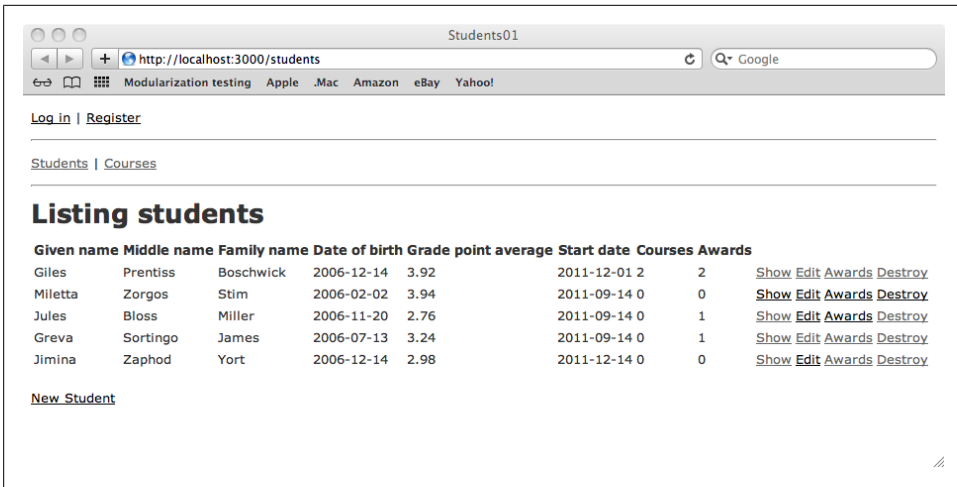 Students01
http://localhost:3000/students
Google
Modularization testing Apple .Mac Amazon eBay Yahoo!
Log in | Register
Students | Courses
Listing students
Given name Middle name Family name Date of birth Grade point average Start date Courses Awards
Giles Prentiss Boschwick 2006-12-14 3.92 2011-12-01 2 2 Show Edit Awards Destroy
Miletta Zorgos Stim 2006-02-02 3.94 2011-09-14 0 0 Show Edit Awards Destroy
Jules Bloss Miller 2006-11-20 2.76 2011-09-14 0 1 Show Edit Awards Destroy
Greva Sortingo James 2006-07-13 3.24 2011-09-14 0 1 Show Edit Awards Destroy
Jimina Zaphod Yort 2006-12-14 2.98 2011-12-14 0 0 Show Edit Awards Destroy
New Student